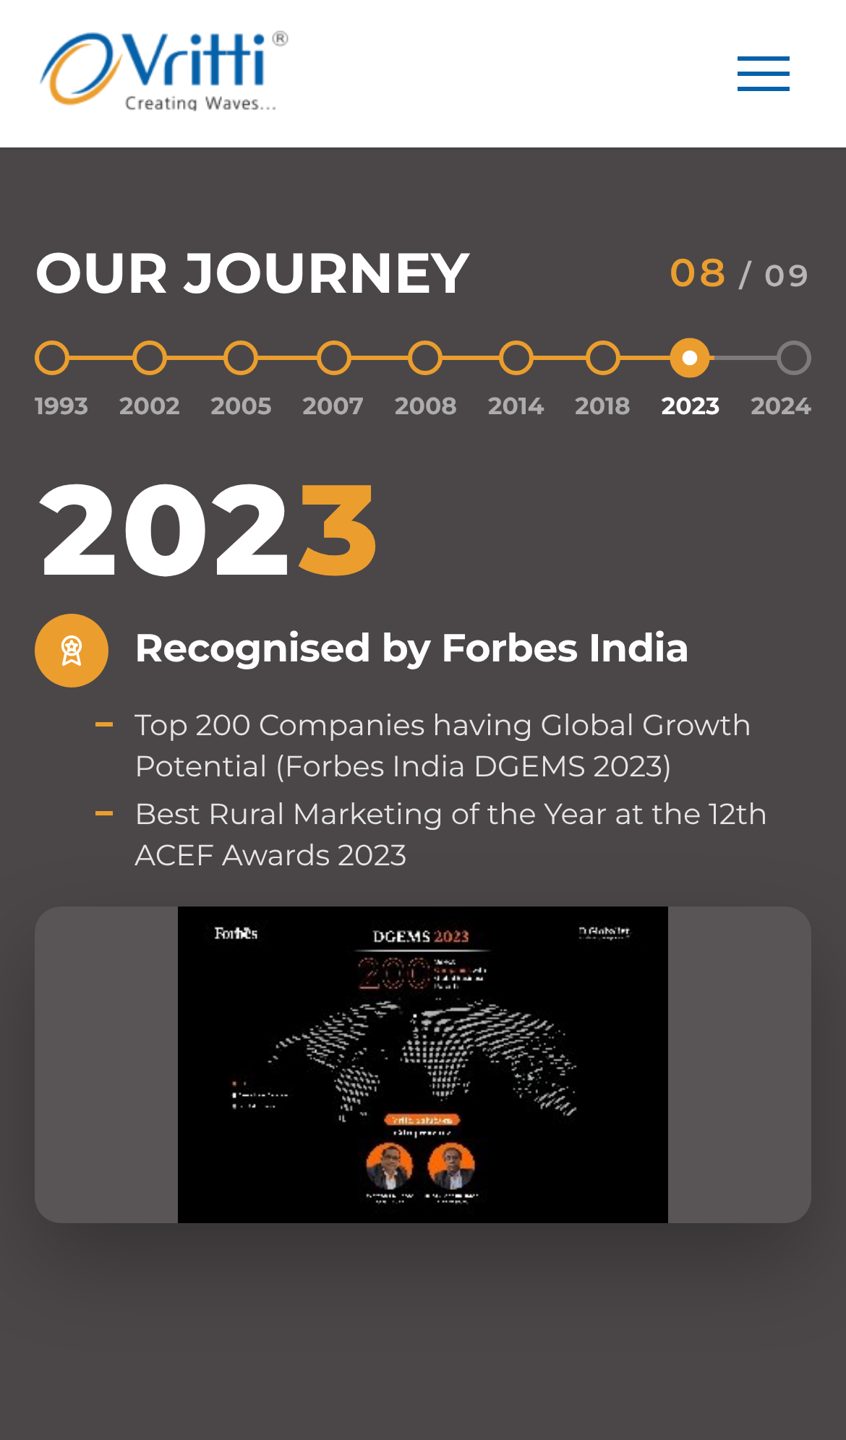 Vritti®
Creating Waves...
OUR JOURNEY
08 / 09
1993 2002 2005 2007 2008 2014 2018 2023 2024
2023
Recognised by Forbes India
Top 200 Companies having Global Growth
Potential (Forbes India DGEMS 2023)
Best Rural Marketing of the Year at the 12th
ACEF Awards 2023
Forbes
DGEMS 2023
D Globalist
200